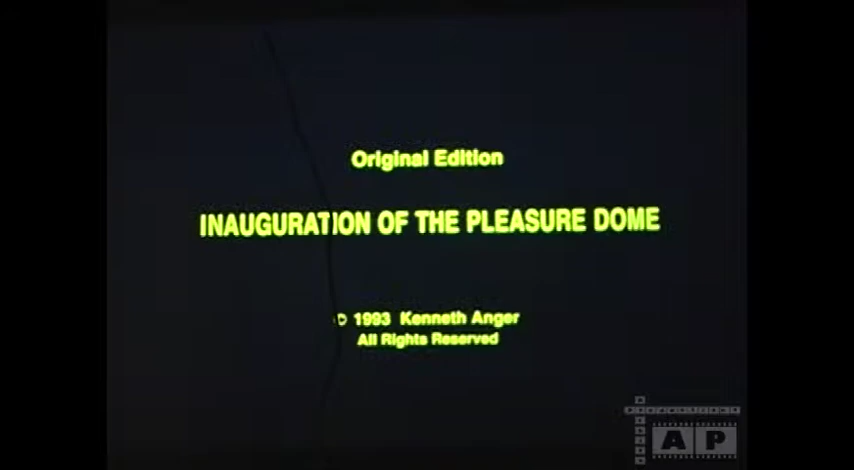 Original Edition
INAUGURATION OF THE PLEASURE DOME
© 1993 Kenneth Anger
All Rights Reserved
AP